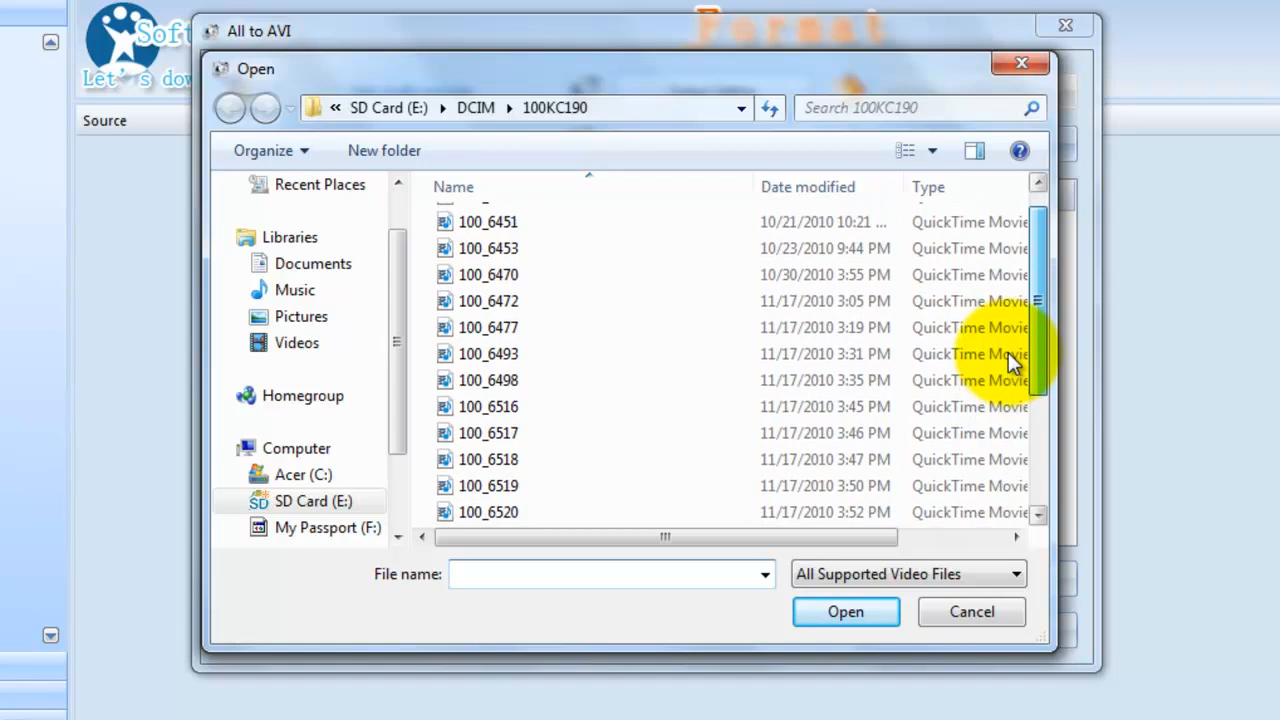 Soft
Let's dow
Format
All to AVI
Open
« SD Card (E:) DCIM 100KC190
Search 100KC190
Source
Organize
New folder
Recent Places
Libraries
Documents
Music
Pictures
Videos
Homegroup
Computer
Acer (C:)
SD Card (E:)
My Passport (F:)
Name Date modified Type
100_6451 10/21/2010 10:21 ... QuickTime Movie
100_6453 10/23/2010 9:44 PM QuickTime Movie
100_6470 10/30/2010 3:55 PM QuickTime Movie
100_6472 11/17/2010 3:05 PM QuickTime Movie
100_6477 11/17/2010 3:19 PM QuickTime Movie
100_6493 11/17/2010 3:31 PM QuickTime Movie
100_6498 11/17/2010 3:35 PM QuickTime Movie
100_6516 11/17/2010 3:45 PM QuickTime Movie
100_6517 11/17/2010 3:46 PM QuickTime Movie
100_6518 11/17/2010 3:47 PM QuickTime Movie
100_6519 11/17/2010 3:50 PM QuickTime Movie
100_6520 11/17/2010 3:52 PM QuickTime Movie
File name:
All Supported Video Files
Open
Cancel